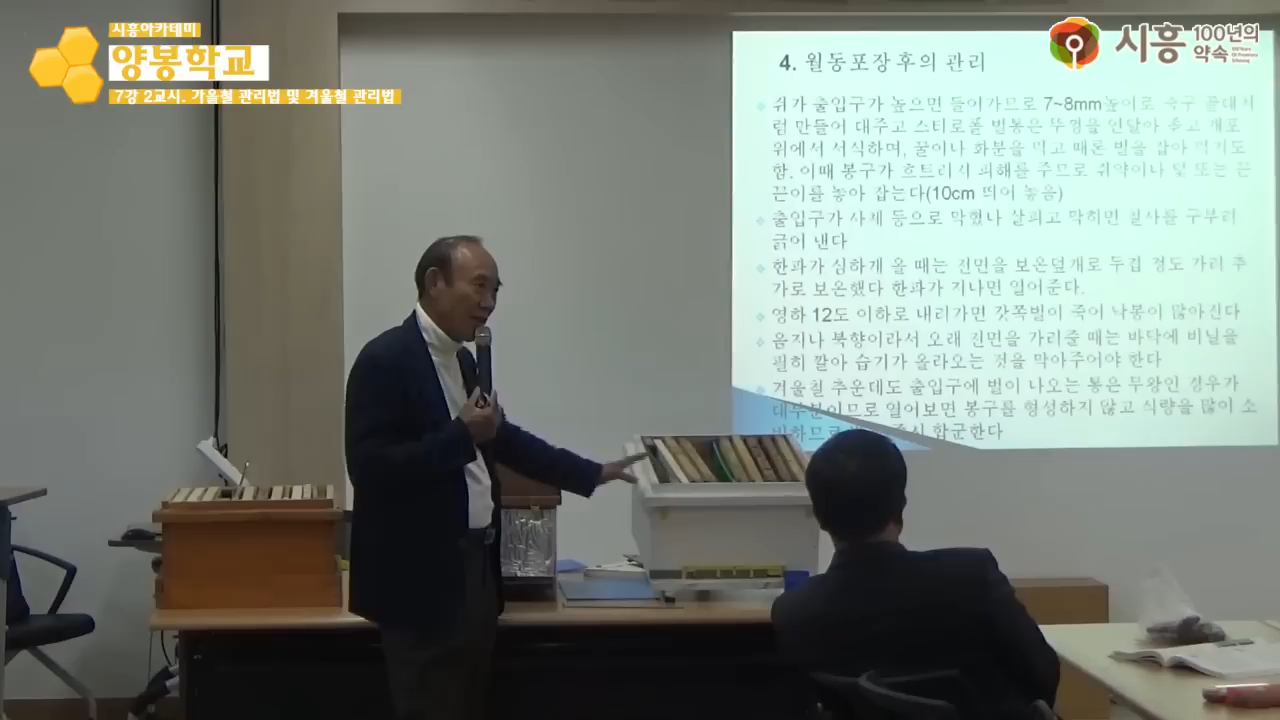 시흥아카데미
양봉학교
7강 2교시. 가을철 관리법 및 겨울철 관리법
시흥 100년의 약속
4. 월동포장후의 관리
쥐가 출입구가 높으면 들어가므로 7~8mm높이로 축구 골대처
럼 만들어 대주고 스티로폴 벌통은 뚜껑을 연달아 놓고 개포
위에서 서식하며, 꿀이나 화분을 먹고 때론 벌을 잡아 먹기도
함. 이때 봉구가 흐트러져 피해를 주므로 쥐약이나 덫 또는 끈
끈이를 놓아 잡는다(10cm 띄어 놓음)
출입구가 사체 등으로 막혔나 살피고 막히면 철사를 구부려
긁어 낸다
한파가 심하게 올 때는 전면을 보온덮개로 두겹 정도 가려 추
가로 보온했다 한파가 지나면 열어준다.
영하 12도 이하로 내려가면 갓쪽벌이 죽어 낙봉이 많아진다
음지나 북향이라서 오래 전면을 가려줄 때는 바닥에 비닐을
필히 깔아 습기가 올라오는 것을 막아주어야 한다
겨울철 추운데도 출입구에 벌이 나오는 통은 무왕인 경우가
대부분이므로 열어보면 봉구를 형성하지 않고 식량을 많이 소
비하므로 합군한다